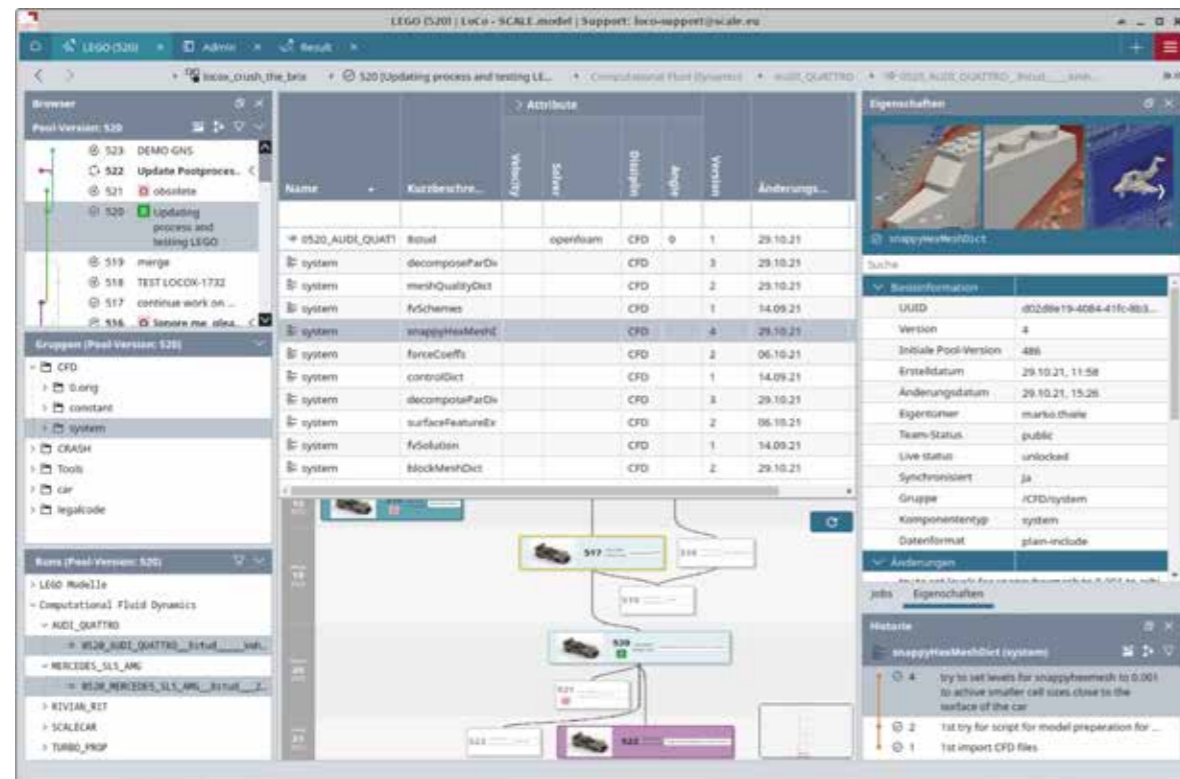 LEGO (520) | LoCo - SCALE.model | Support: loco-support@scale.eu
LEGO (520) Admin Result
locox_crush_the_brix 520 [Updating process and testing LE... Computational Fluid Dynamics AUDI_QUATTRO
Browser
Pool-Version: 520
523 DEMO GNS
522 Update Postproces..
521 obsolete
520 Updating process and testing LEGO
519 merge
518 TEST LOCOX-1732
517 continue work on ...
516 Ignore me, plea...
Gruppen (Pool-Version: 520)
CFD
0.orig
constant
system
CRASH
Tools
car
legalcode
Runs (Pool-Version: 520)
LEGO Modelle
Computational Fluid Dynamics
AUDI_QUATTRO
MERCEDES_SLS_AMG
RIVIAN_R1T
SCALECAR
TURBO_PROP
Attribute
Name Kurzbeschre... Velocity Solver Disziplin Angle Version Änderungs...
0520_AUDI_QUATT 8stud openfoam CFD 0 1 29.10.21
system decomposeParDi CFD 3 29.10.21
system meshQualityDict CFD 2 29.10.21
system fvSchemes CFD 1 14.09.21
system snappyHexMeshD CFD 4 29.10.21
system forceCoeffs CFD 2 06.10.21
system controlDict CFD 1 14.09.21
system decomposeParDi CFD 3 29.10.21
system surfaceFeatureEx CFD 2 06.10.21
system fvSolution CFD 1 14.09.21
system blockMeshDict CFD 2 29.10.21
517
520
522
Eigenschaften
snappyHexMeshDict
Suche
Basisinformation
UUID
Version 4
Initiale Pool-Version 486
Erstelldatum 29.10.21, 11:58
Änderungsdatum 29.10.21, 15:26
Eigentümer marko.thiele
Team-Status public
Live status unlocked
Synchronisiert Ja
Gruppe /CFD/system
Komponententyp system
Datenformat plain-include
Änderungen
Jobs Eigenschaften
Historie
snappyHexMeshDict (system)
4 try to set levels for snappyhexmesh to 0.001
to active smaller cell sizes close to the
surface of the car
2 1st try for script for model preparation for ...
1 1st import CFD files